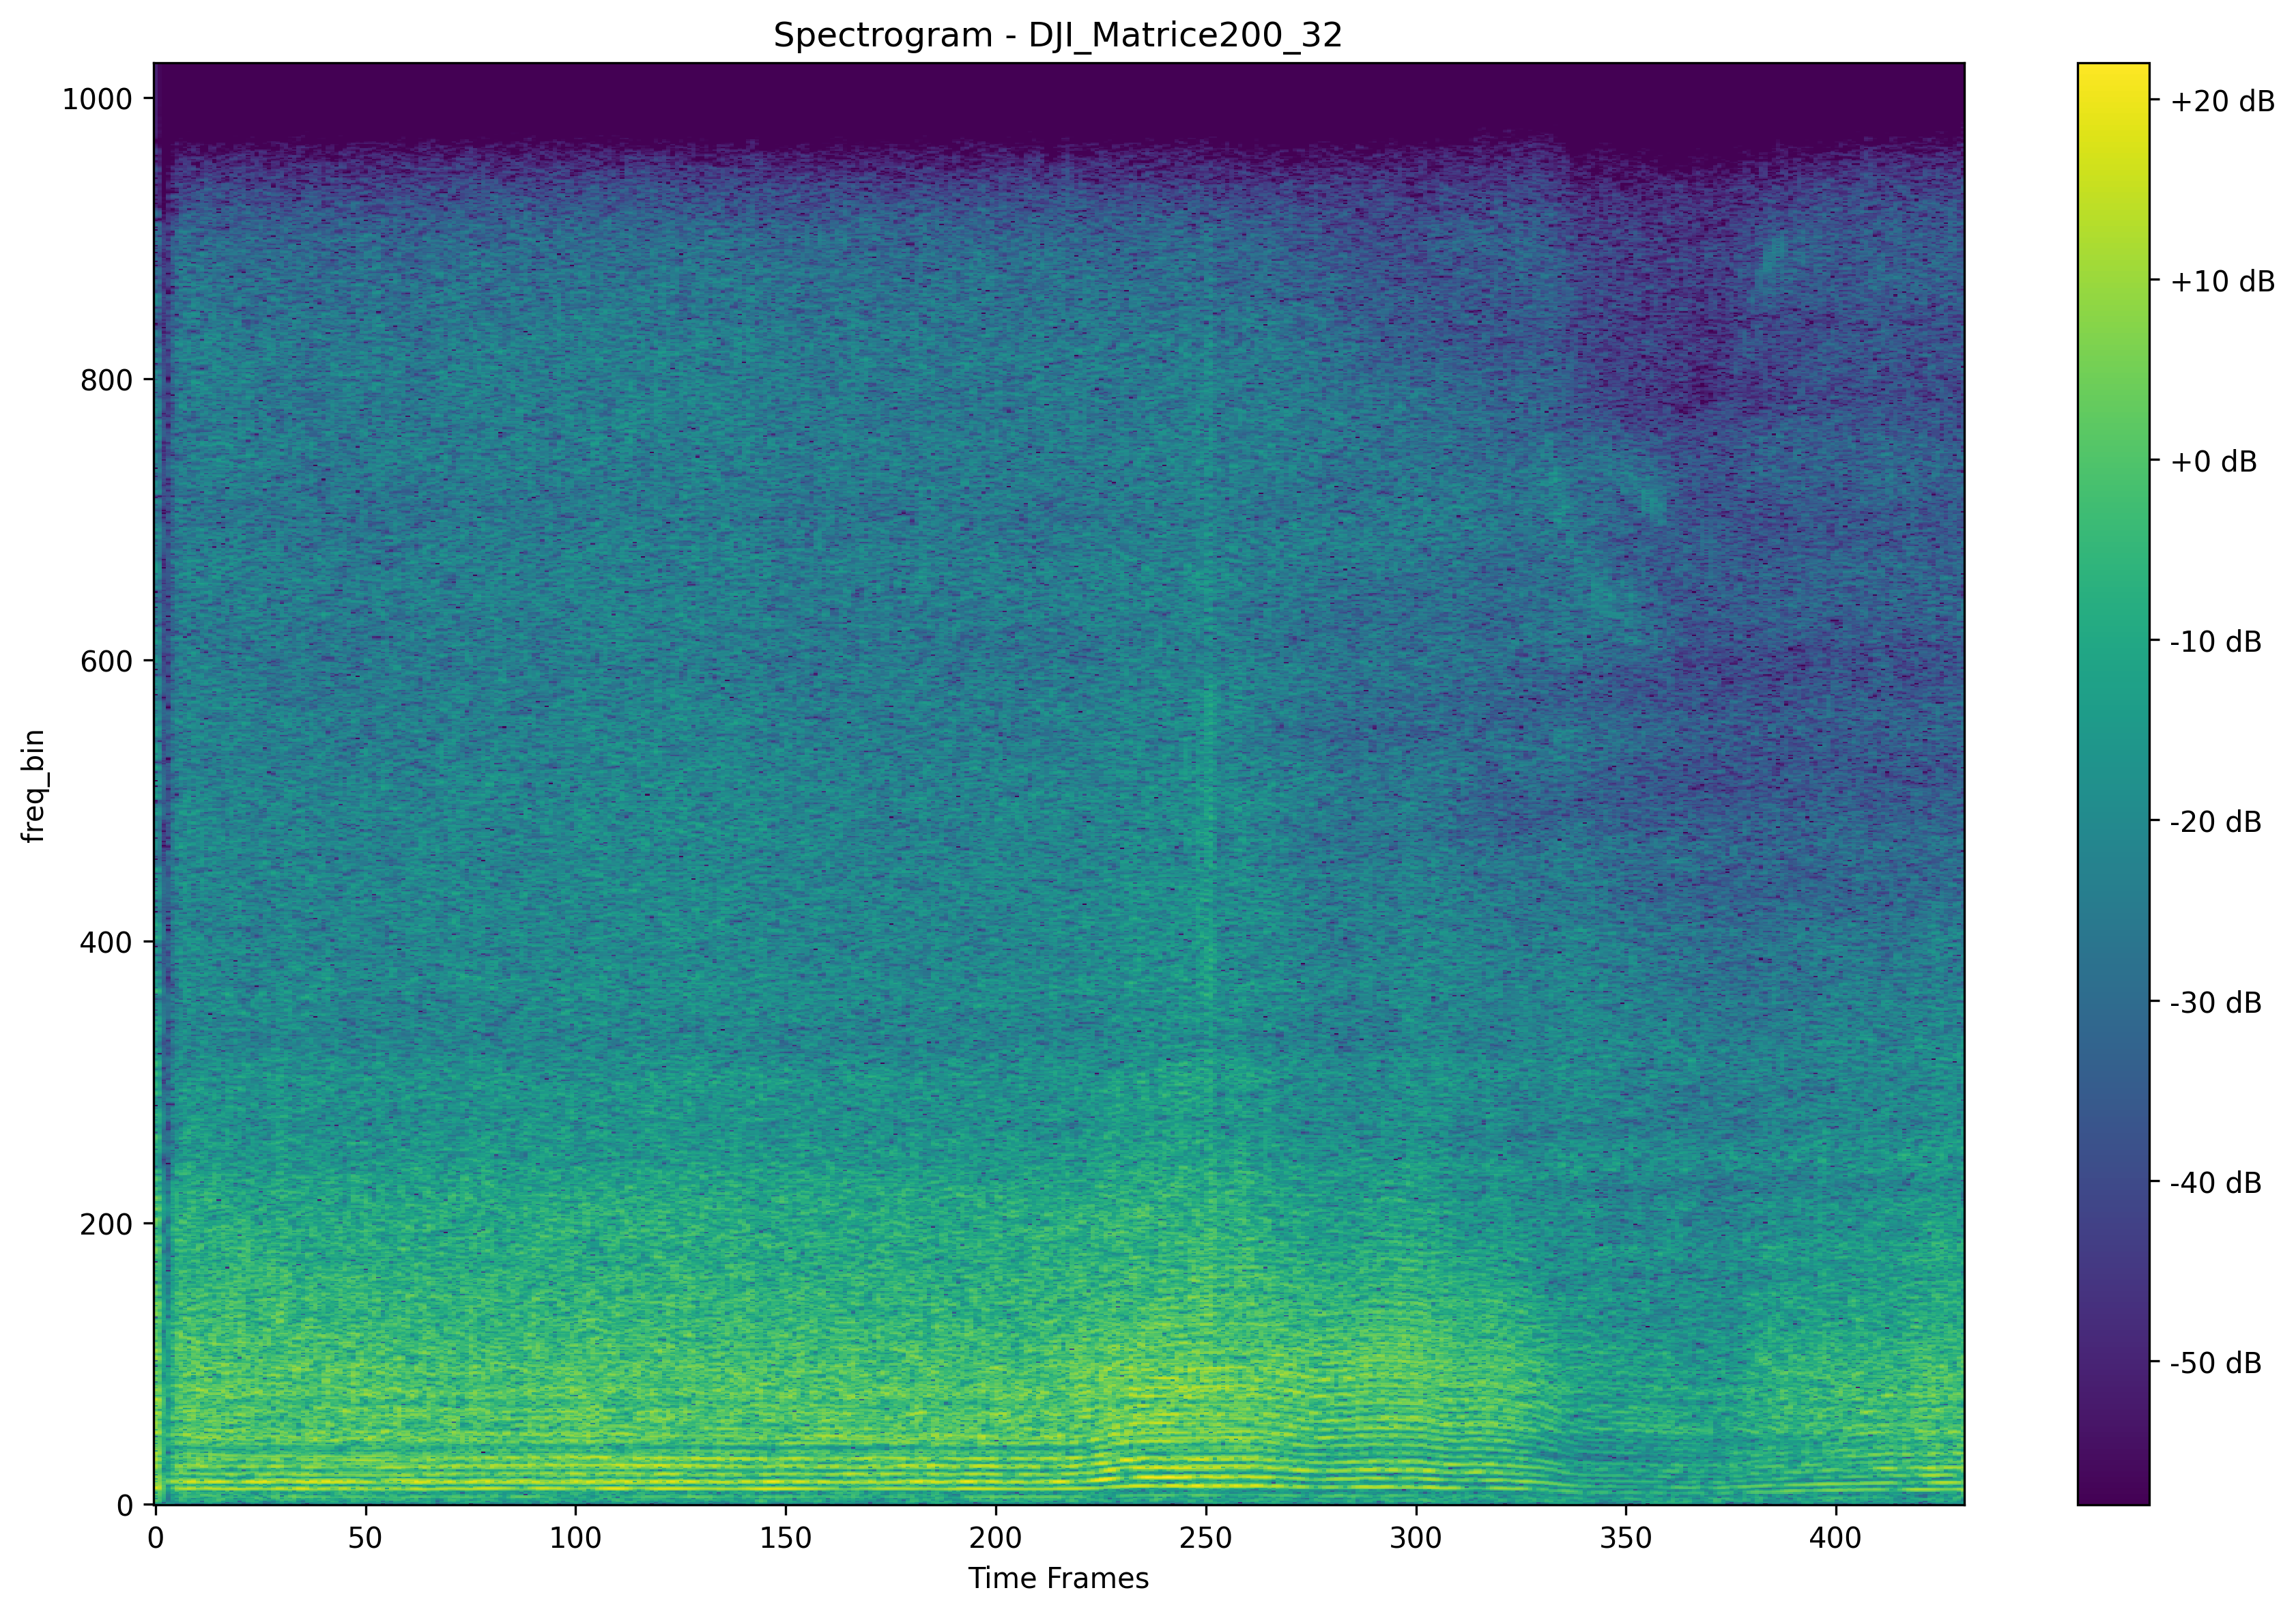 Spectrogram - DJI_Matrice200_32
1000
800
600
400
200
0
freq_bin
0 50 100 150 200 250 300 350 400
Time Frames
+20 dB
+10 dB
+0 dB
-10 dB
-20 dB
-30 dB
-40 dB
-50 dB